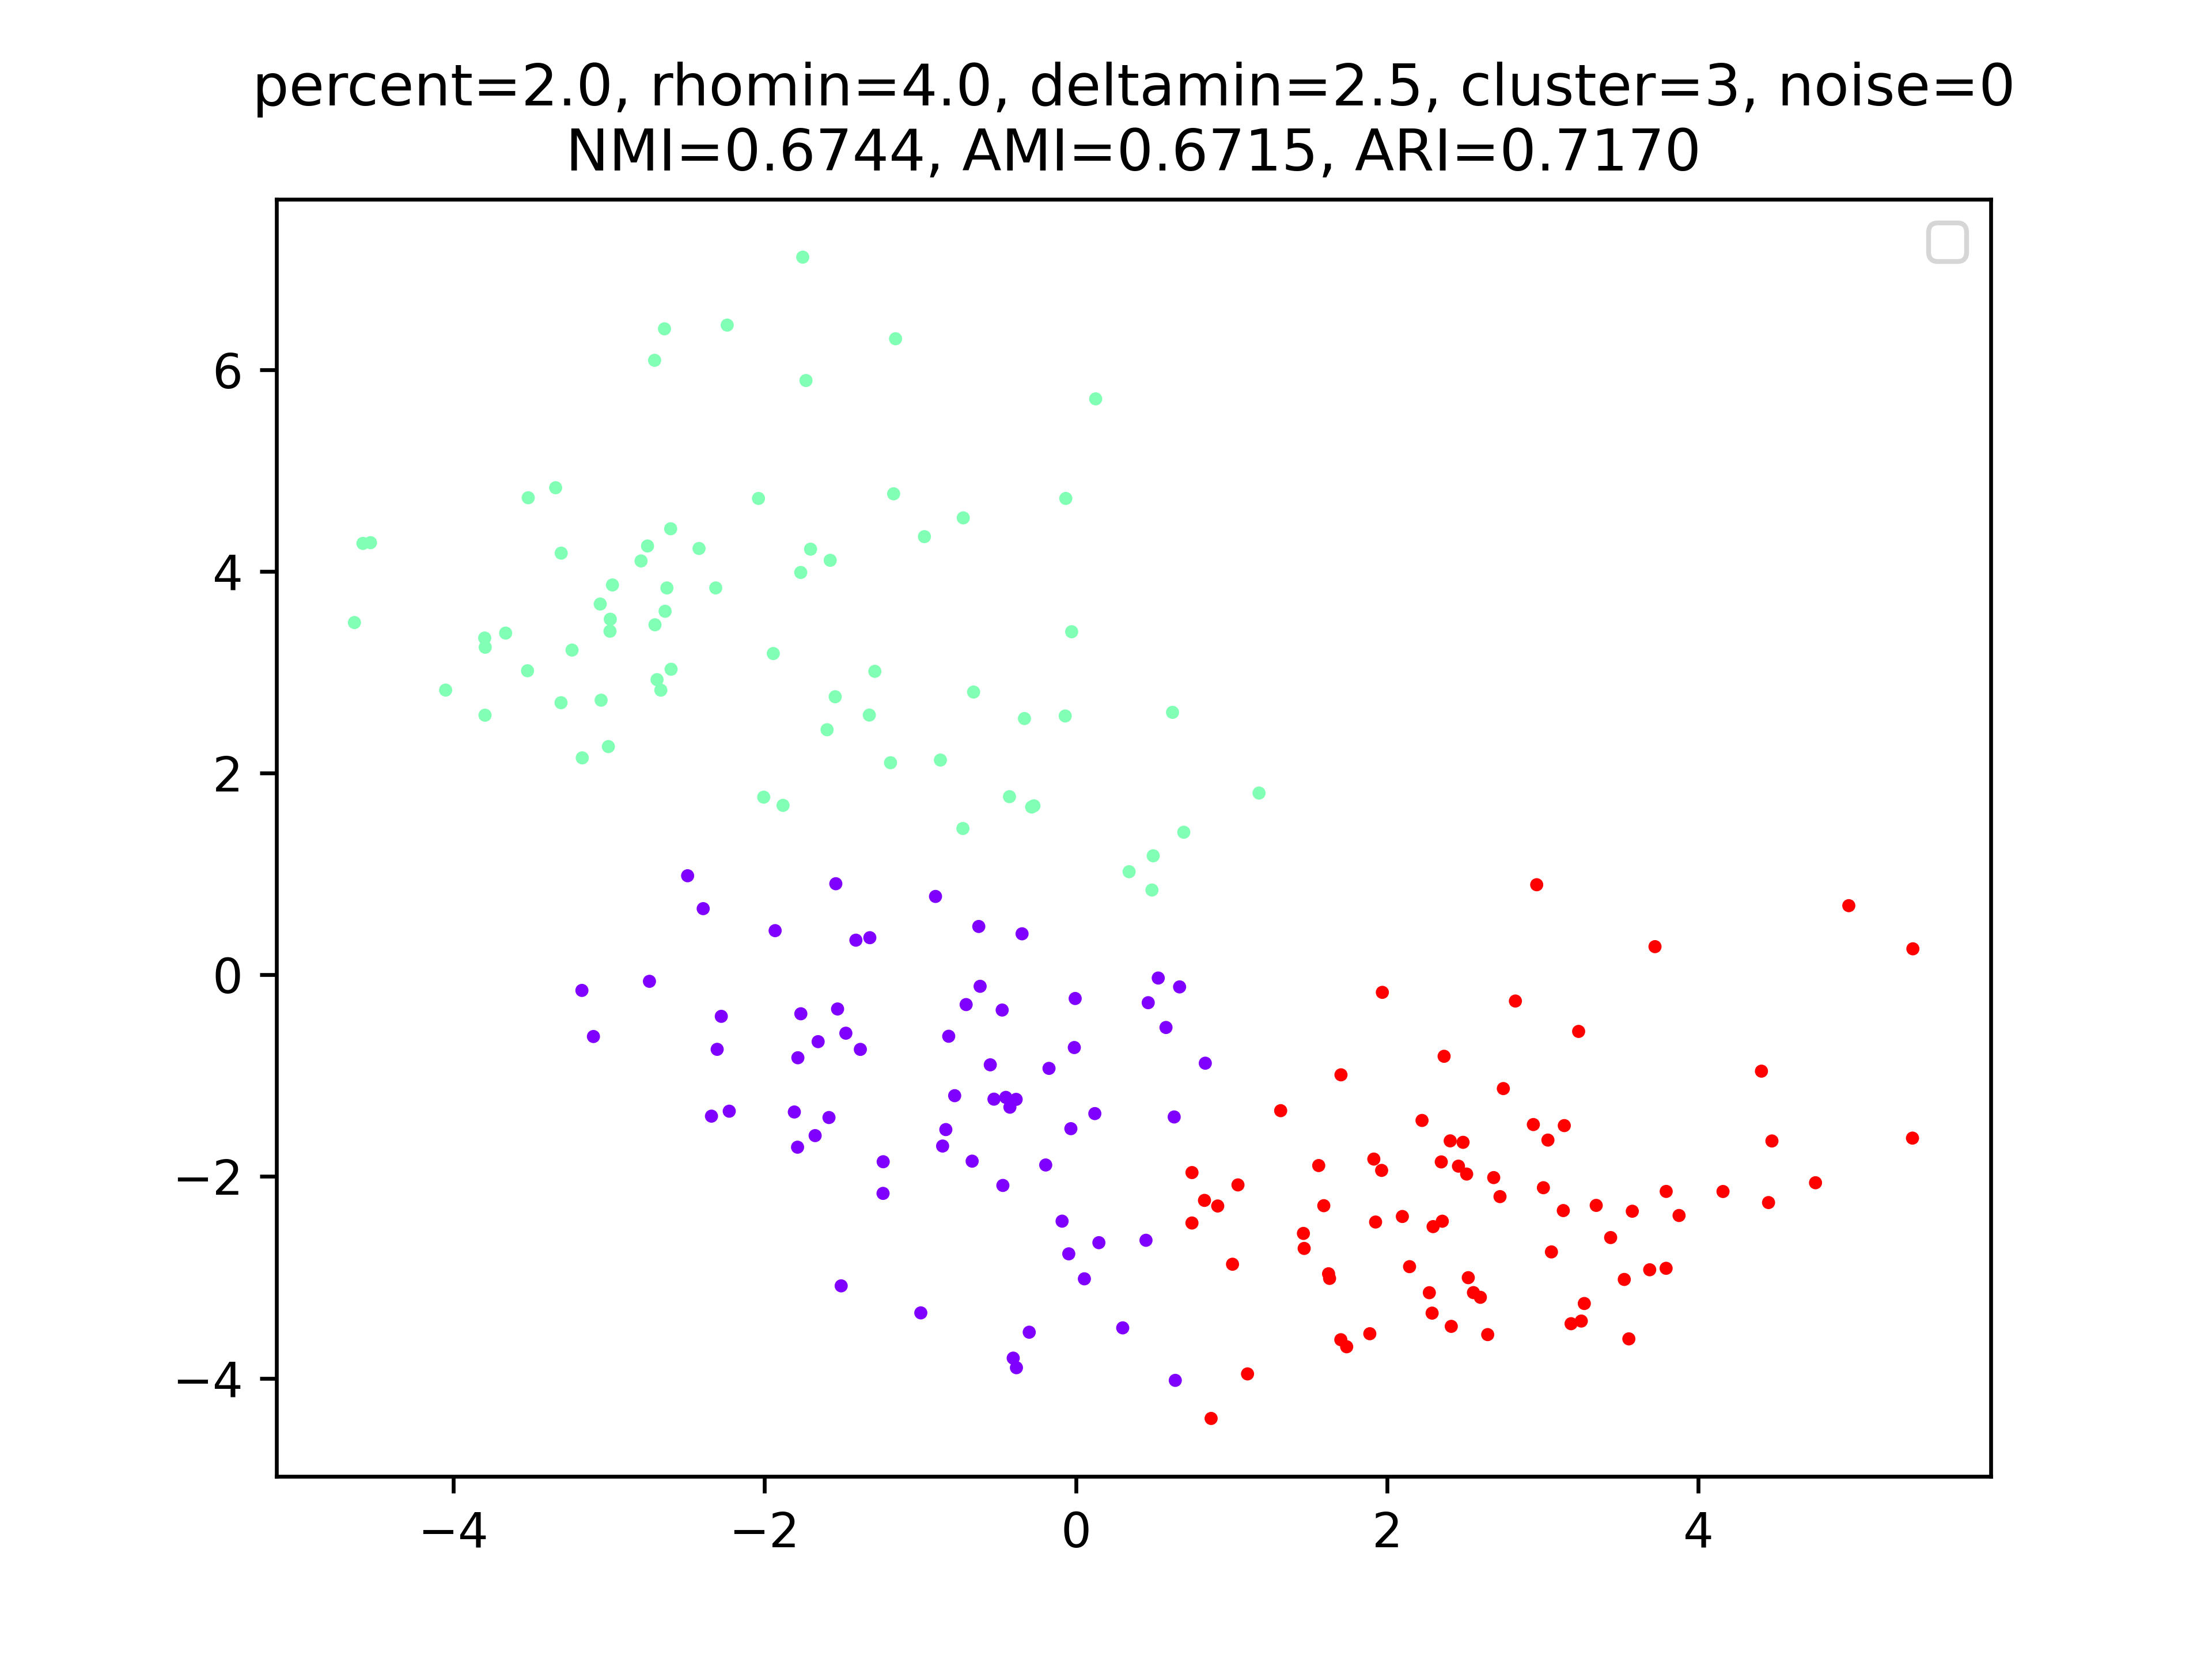 percent=2.0, rhomin=4.0, deltamin=2.5, cluster=3, noise=0
NMI=0.6744, AMI=0.6715, ARI=0.7170
6
4
2
0
−2
−4
−4 −2 0 2 4